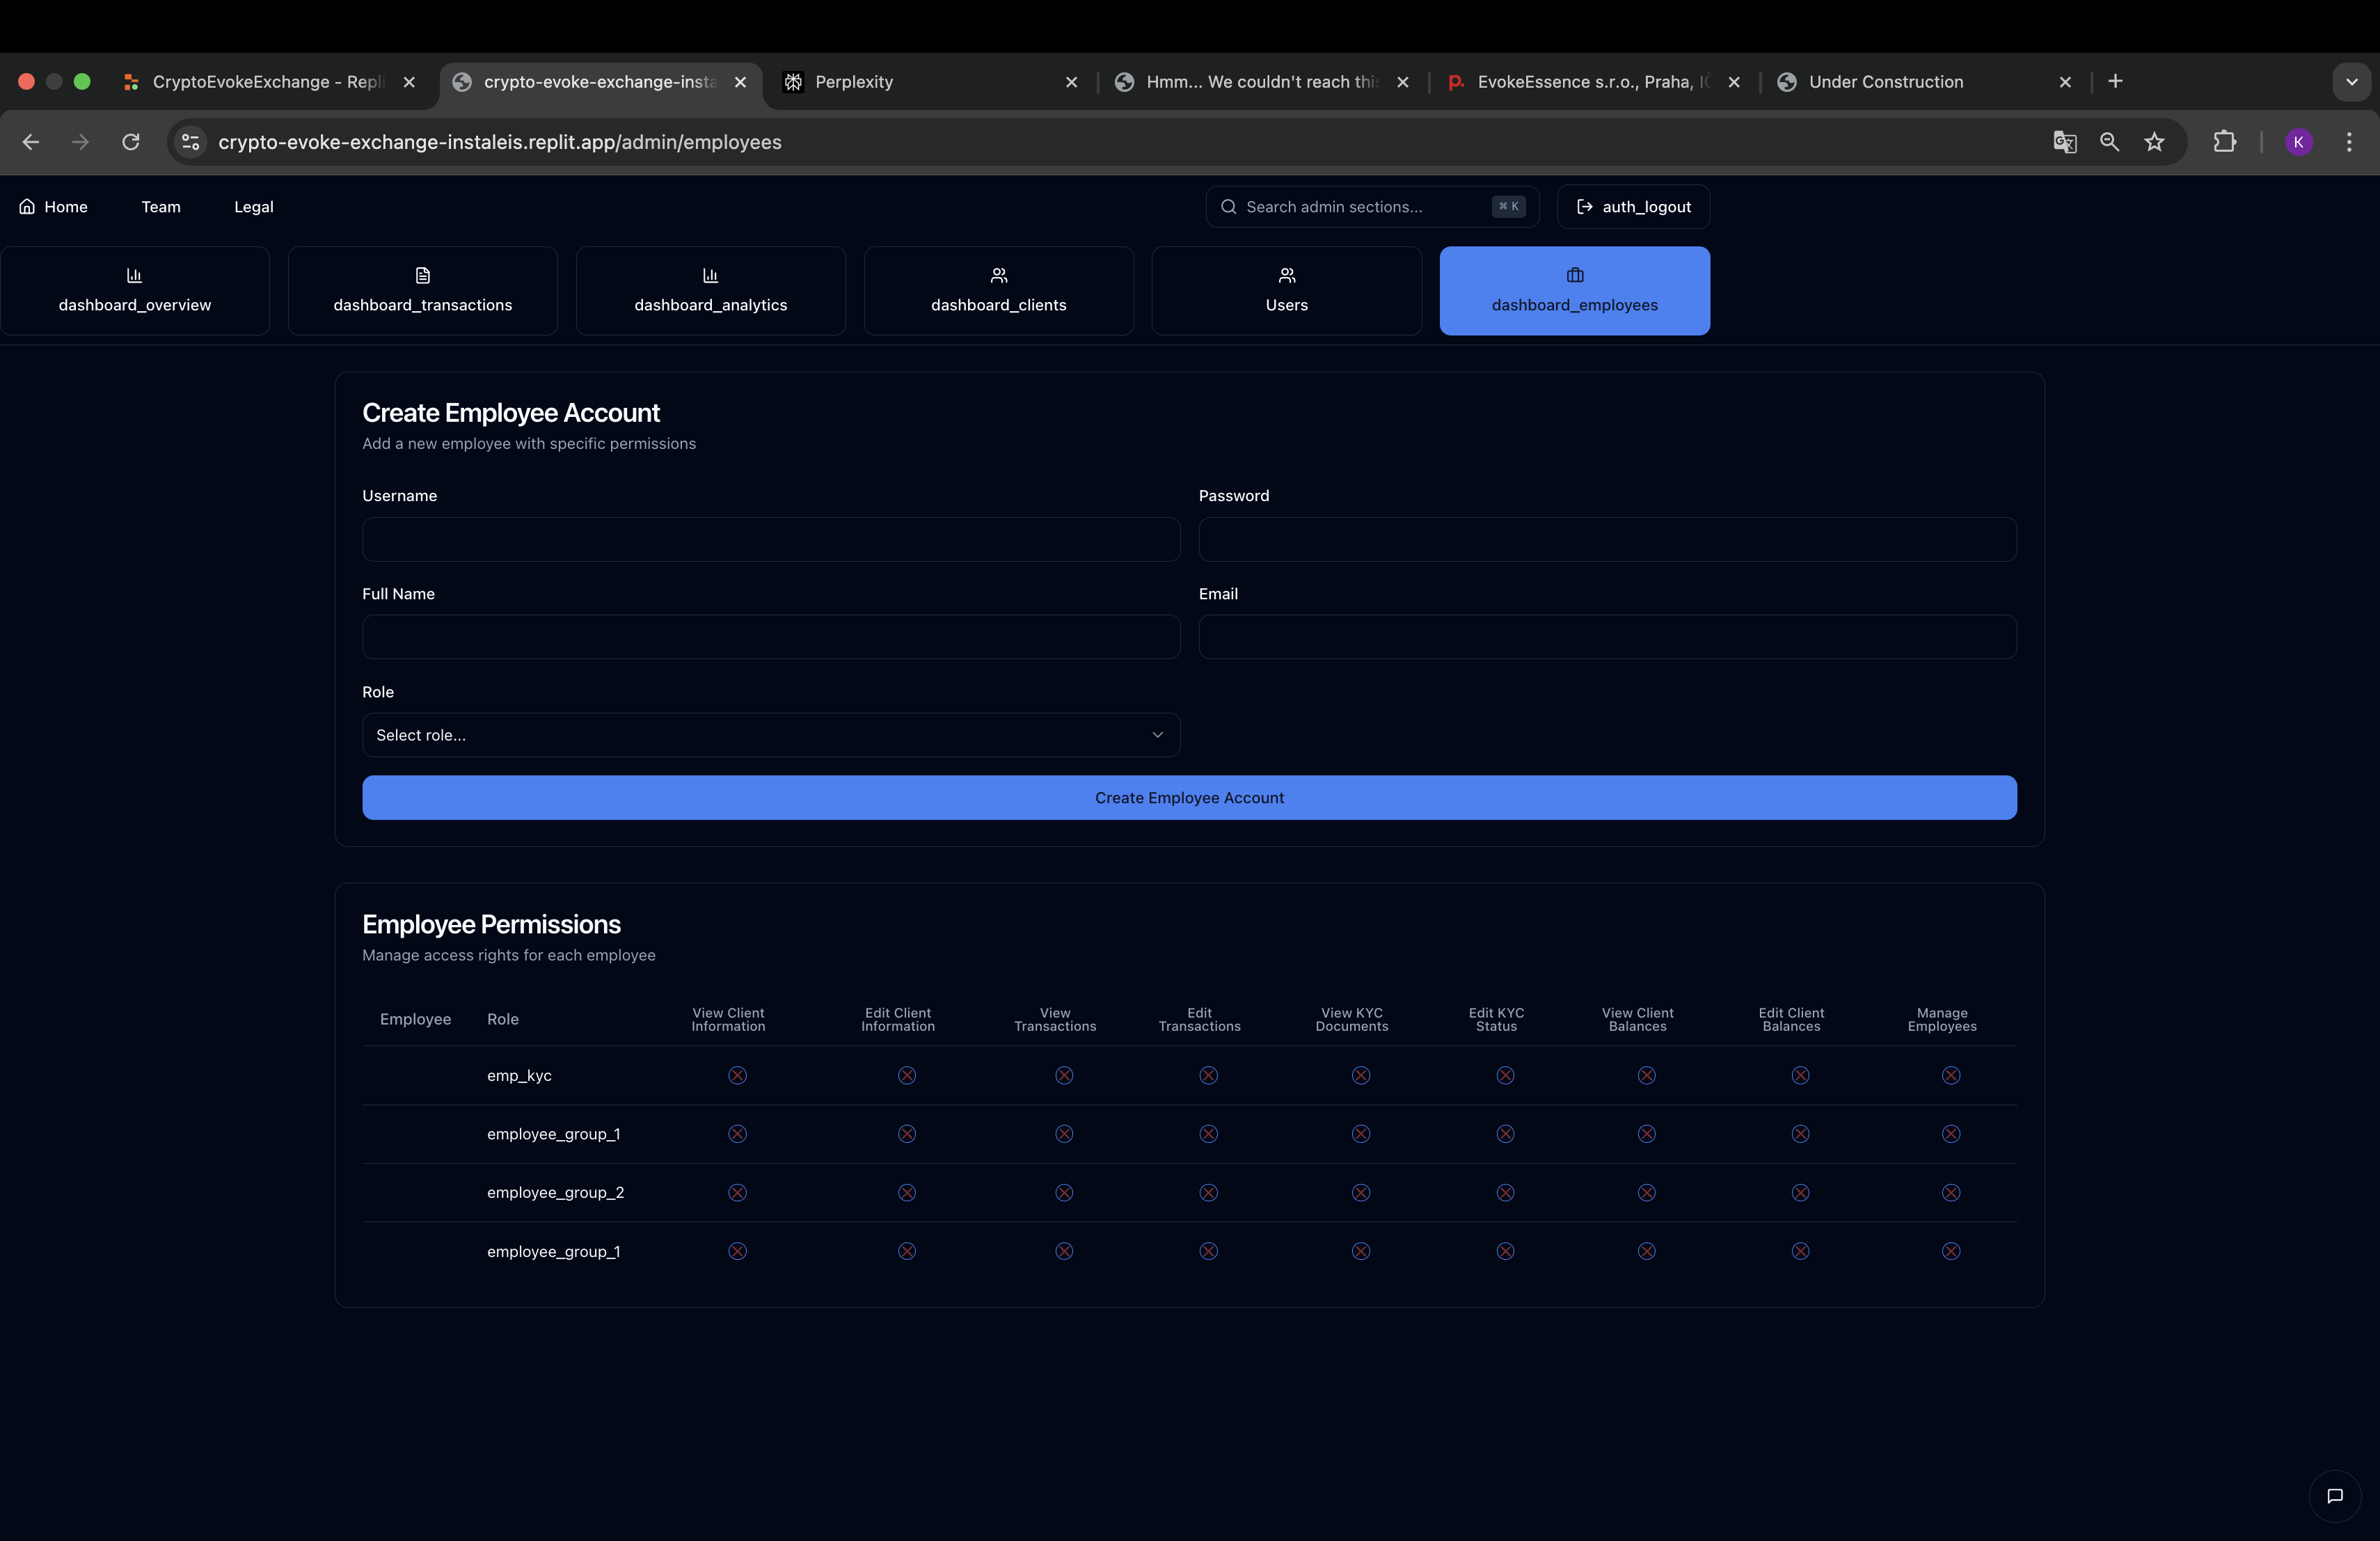 CryptoEvokeExchange - Repli
crypto-evoke-exchange-insta
Perplexity
Hmm... We couldn't reach this
EvokeEssence s.r.o., Praha, IČ
Under Construction
crypto-evoke-exchange-instaleis.replit.app/admin/employees
K
Home
Team
Legal
Search admin sections...
⌘ K
auth_logout
dashboard_overview
dashboard_transactions
dashboard_analytics
dashboard_clients
Users
dashboard_employees
Create Employee Account
Add a new employee with specific permissions
Username
Password
Full Name
Email
Role
Select role...
Create Employee Account
Employee Permissions
Manage access rights for each employee
Employee
Role
View Client
Information
Edit Client
Information
View
Transactions
Edit
Transactions
View KYC
Documents
Edit KYC
Status
View Client
Balances
Edit Client
Balances
Manage
Employees
emp_kyc
employee_group_1
employee_group_2
employee_group_1